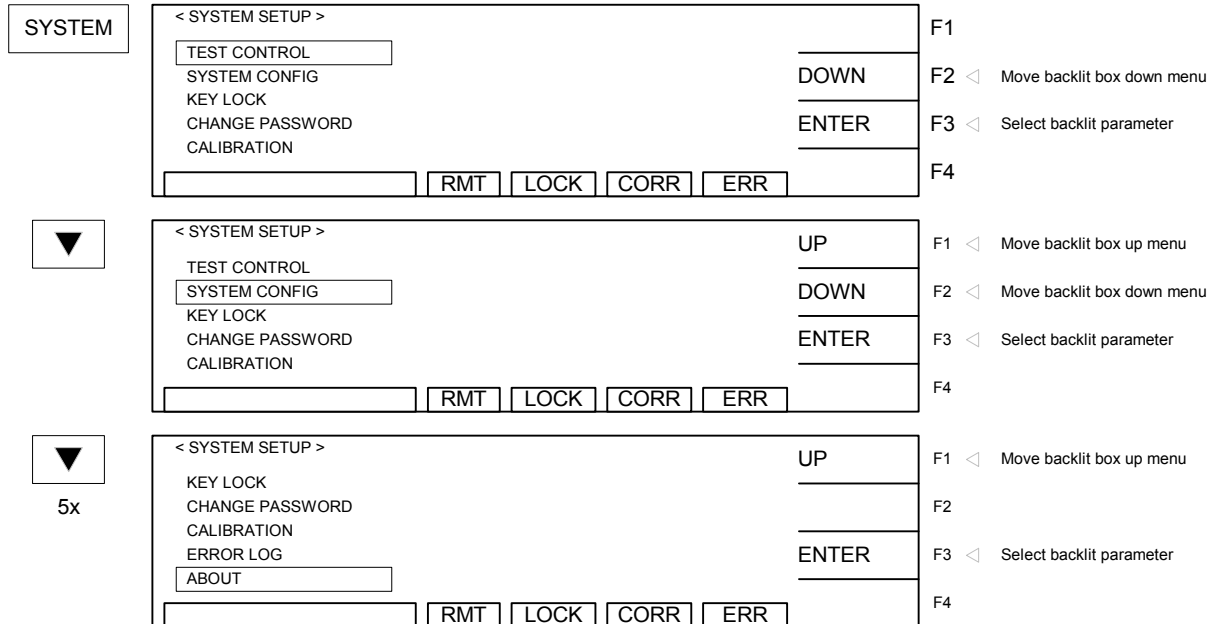 SYSTEM
< SYSTEM SETUP >
F1
TEST CONTROL
SYSTEM CONFIG
DOWN F2 Move backlit box down menu
KEY LOCK
CHANGE PASSWORD
ENTER F3 Select backlit parameter
CALIBRATION
F4
RMT LOCK CORR ERR
< SYSTEM SETUP >
UP F1 Move backlit box up menu
TEST CONTROL
SYSTEM CONFIG
DOWN F2 Move backlit box down menu
KEY LOCK
CHANGE PASSWORD
ENTER F3 Select backlit parameter
CALIBRATION
F4
RMT LOCK CORR ERR
5x
< SYSTEM SETUP >
UP F1 Move backlit box up menu
KEY LOCK
CHANGE PASSWORD
F2
CALIBRATION
ERROR LOG
ENTER F3 Select backlit parameter
ABOUT
F4
RMT LOCK CORR ERR